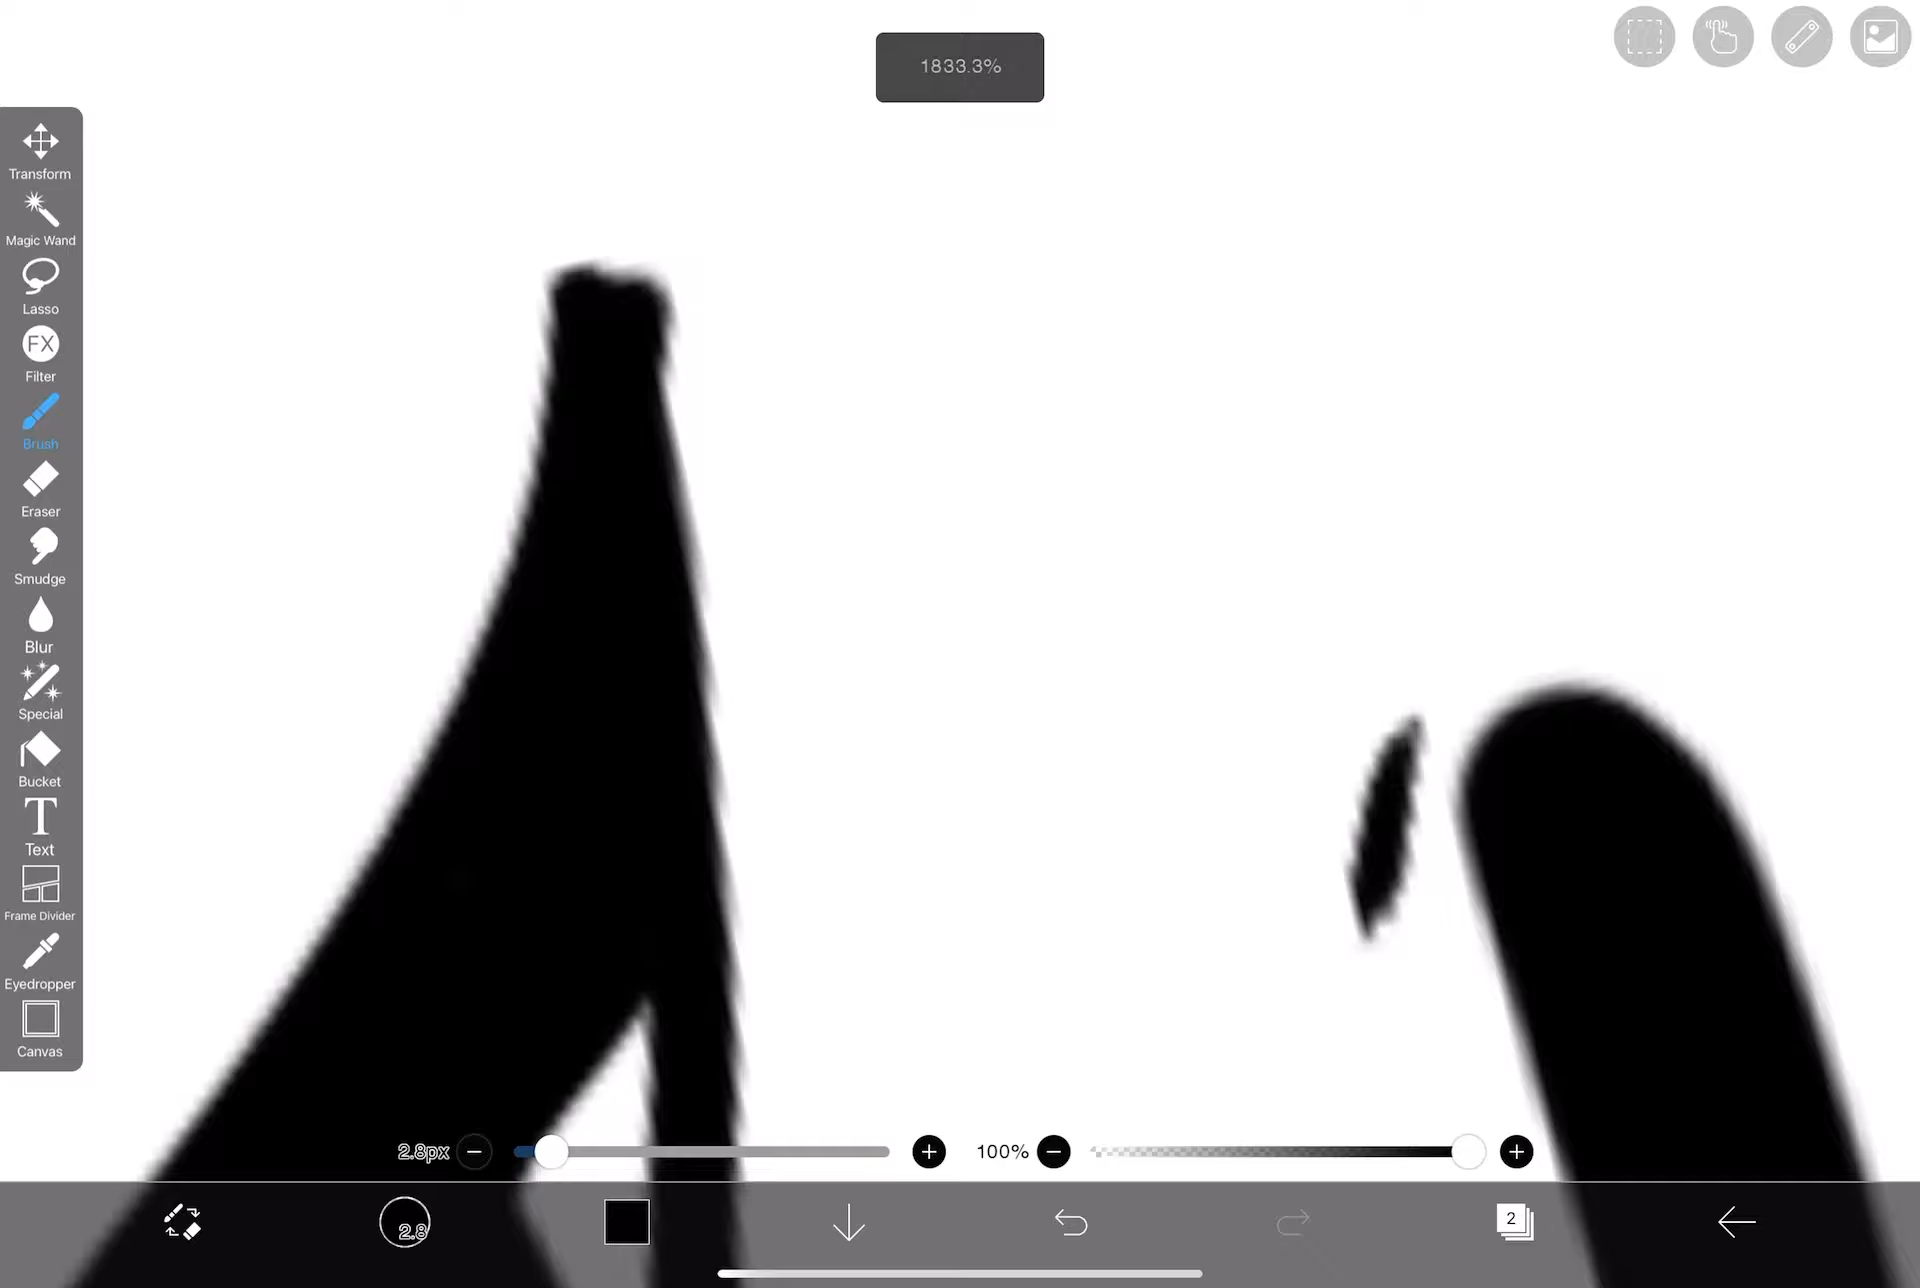 1833.3%
Transform
Magic Wand
Lasso
FX
Filter
Brush
Eraser
Smudge
Blur
Special
Bucket
T
Text
Frame Divider
Eyedropper
Canvas
2.8px
100%
2.8
2